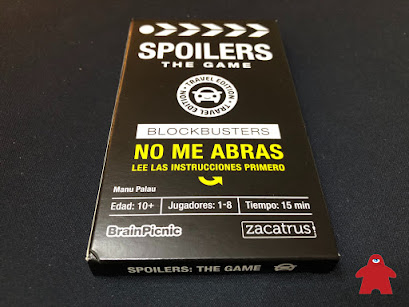 SPOILERS
THE GAME
TRAVEL EDITION • TRAVEL EDITION •
BLOCKBUSTERS
NO ME ABRAS
LEE LAS INSTRUCCIONES PRIMERO
Manu Palau
Edad: 10+ | Jugadores: 1-8 | Tiempo: 15 min
BrainPicnic
zacatrus
SPOILERS: THE GAME